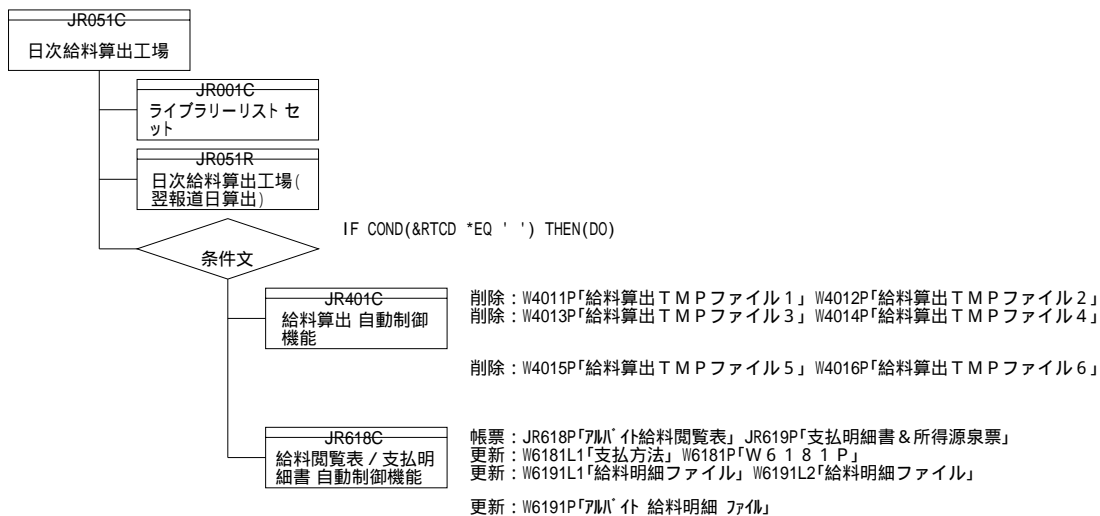 JR051C
日次給料算出工場
JR001C
ライブラリーリスト セ
ット
JR051R
日次給料算出工場(
翌報道日算出)
IF COND(&RTCD *EQ ' ') THEN(DO)
条件文
JR401C
給料算出 自動制御
機能
削除：W4011P｢給料算出ＴＭＰファイル１｣ W4012P｢給料算出ＴＭＰファイル２｣
削除：W4013P｢給料算出ＴＭＰファイル３｣ W4014P｢給料算出ＴＭＰファイル４｣
削除：W4015P｢給料算出ＴＭＰファイル５｣ W4016P｢給料算出ＴＭＰファイル６｣
JR618C
給料閲覧表／支払明
細書 自動制御機能
帳票：JR618P｢ｱﾙﾊﾞｲﾄ給料閲覧表｣ JR619P｢支払明細書＆所得源泉票｣
更新：W6181L1｢支払方法｣ W6181P｢Ｗ６１８１Ｐ｣
更新：W6191L1｢給料明細ファイル｣ W6191L2｢給料明細ファイル｣
更新：W6191P｢ｱﾙﾊﾞｲﾄ 給料明細 ﾌｧｲﾙ｣